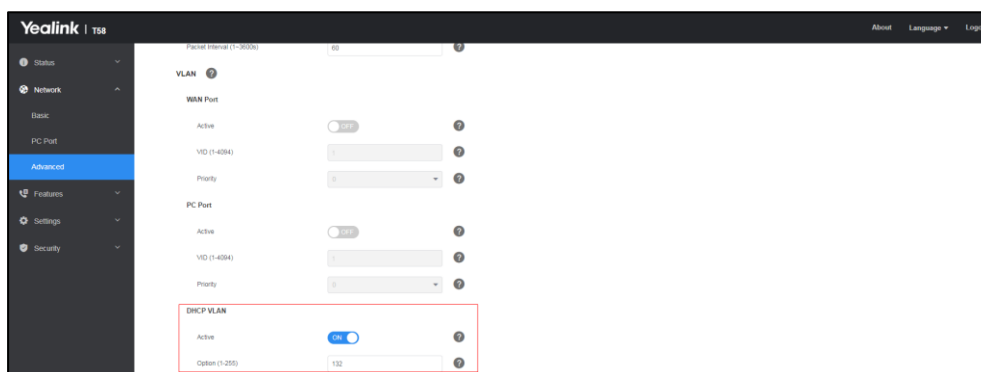 Yealink | T58
About Language Logo
Packet Interval (1~3600s) 60
Status
VLAN
Network
WAN Port
Basic
Active OFF
PC Port
VID (1-4094) 1
Advanced
Priority 0
Features
PC Port
Settings
Active OFF
Security
VID (1-4094) 1
Priority 0
DHCP VLAN
Active ON
Option (1-255) 132